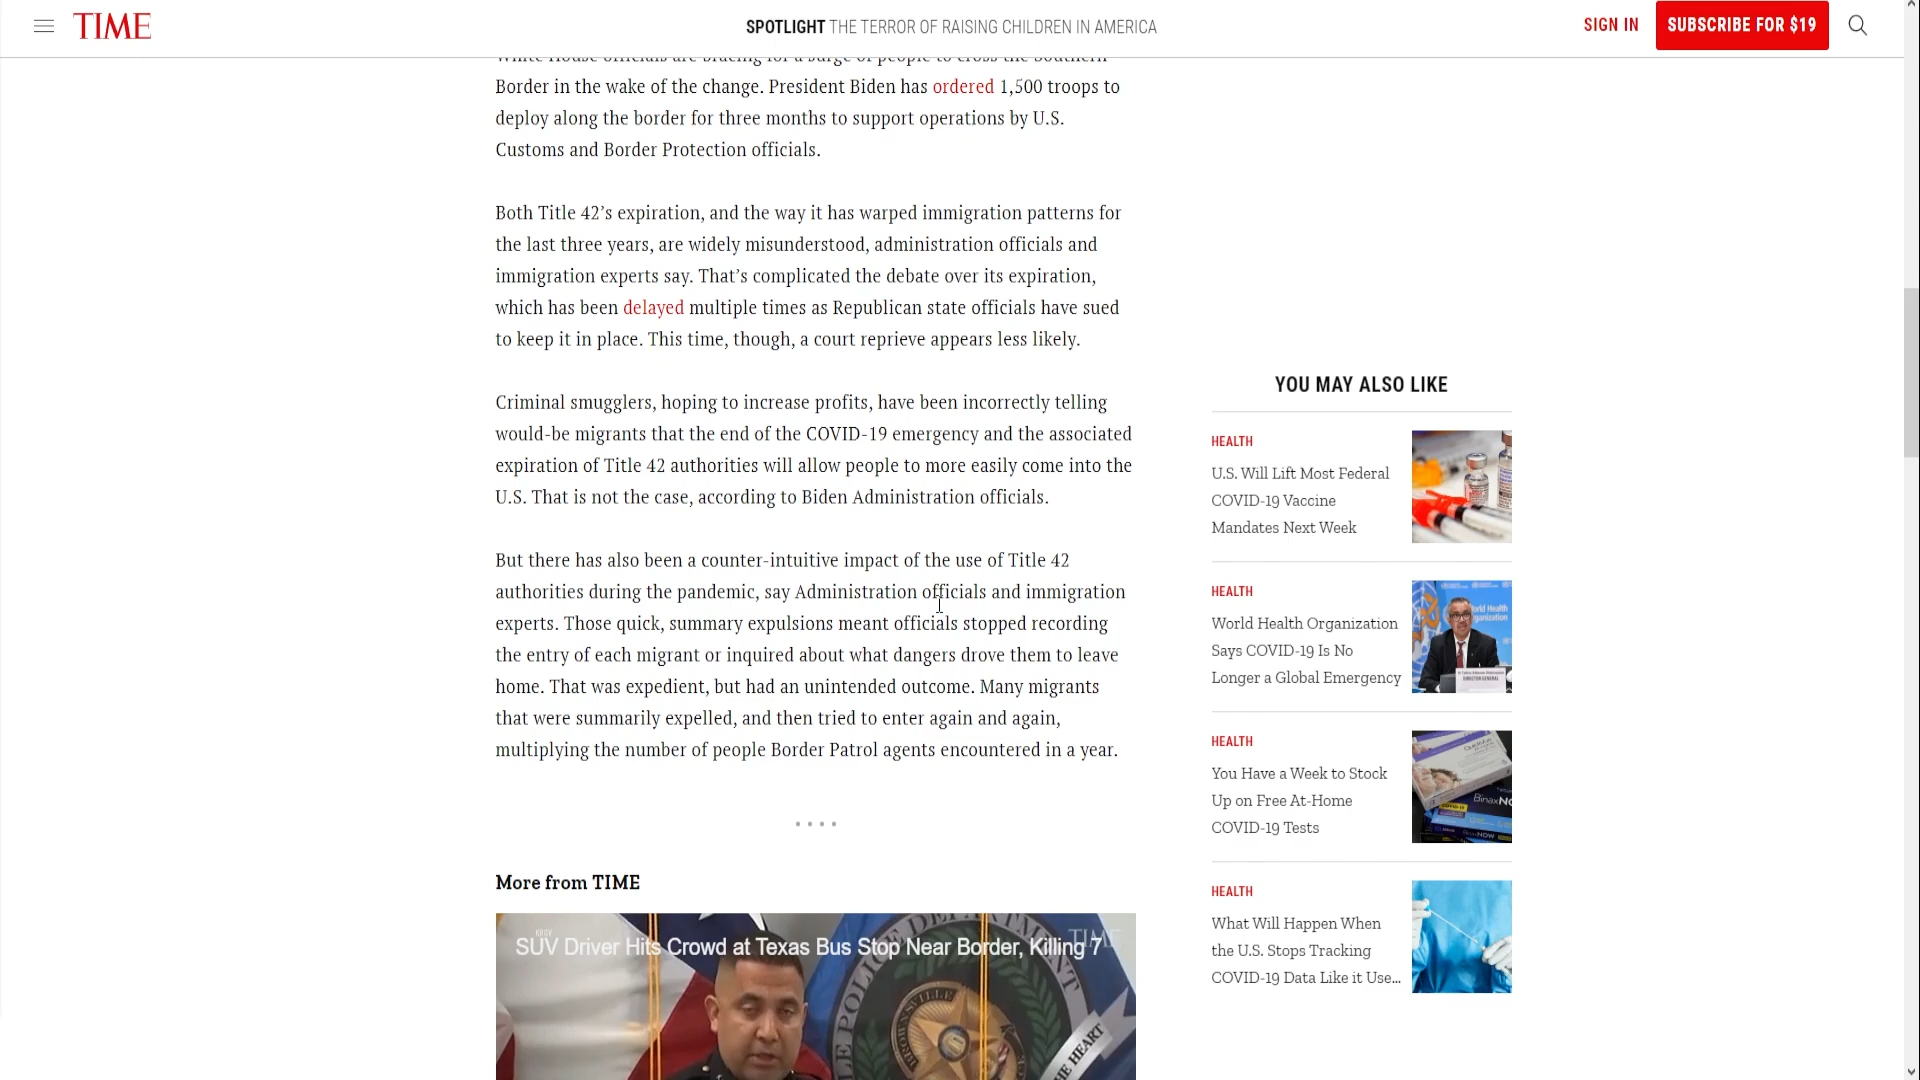 TIME
SPOTLIGHT THE TERROR OF RAISING CHILDREN IN AMERICA
SIGN IN
SUBSCRIBE FOR $19
White House officials are bracing for a surge of people to cross the Southern
Border in the wake of the change. President Biden has ordered 1,500 troops to
deploy along the border for three months to support operations by U.S.
Customs and Border Protection officials.
Both Title 42’s expiration, and the way it has warped immigration patterns for
the last three years, are widely misunderstood, administration officials and
immigration experts say. That’s complicated the debate over its expiration,
which has been delayed multiple times as Republican state officials have sued
to keep it in place. This time, though, a court reprieve appears less likely.
Criminal smugglers, hoping to increase profits, have been incorrectly telling
would-be migrants that the end of the COVID-19 emergency and the associated
expiration of Title 42 authorities will allow people to more easily come into the
U.S. That is not the case, according to Biden Administration officials.
But there has also been a counter-intuitive impact of the use of Title 42
authorities during the pandemic, say Administration officials and immigration
experts. Those quick, summary expulsions meant officials stopped recording
the entry of each migrant or inquired about what dangers drove them to leave
home. That was expedient, but had an unintended outcome. Many migrants
that were summarily expelled, and then tried to enter again and again,
multiplying the number of people Border Patrol agents encountered in a year.
More from TIME
KRGV
TIME
SUV Driver Hits Crowd at Texas Bus Stop Near Border, Killing 7
POLICE DEPARTMENT
BROWNSVILLE
HEART
YOU MAY ALSO LIKE
HEALTH
U.S. Will Lift Most Federal
COVID-19 Vaccine
Mandates Next Week
HEALTH
World Health Organization
Says COVID-19 Is No
Longer a Global Emergency
HEALTH
You Have a Week to Stock
Up on Free At-Home
COVID-19 Tests
BinaxNO
BinaxNOW
HEALTH
What Will Happen When
the U.S. Stops Tracking
COVID-19 Data Like it Use...